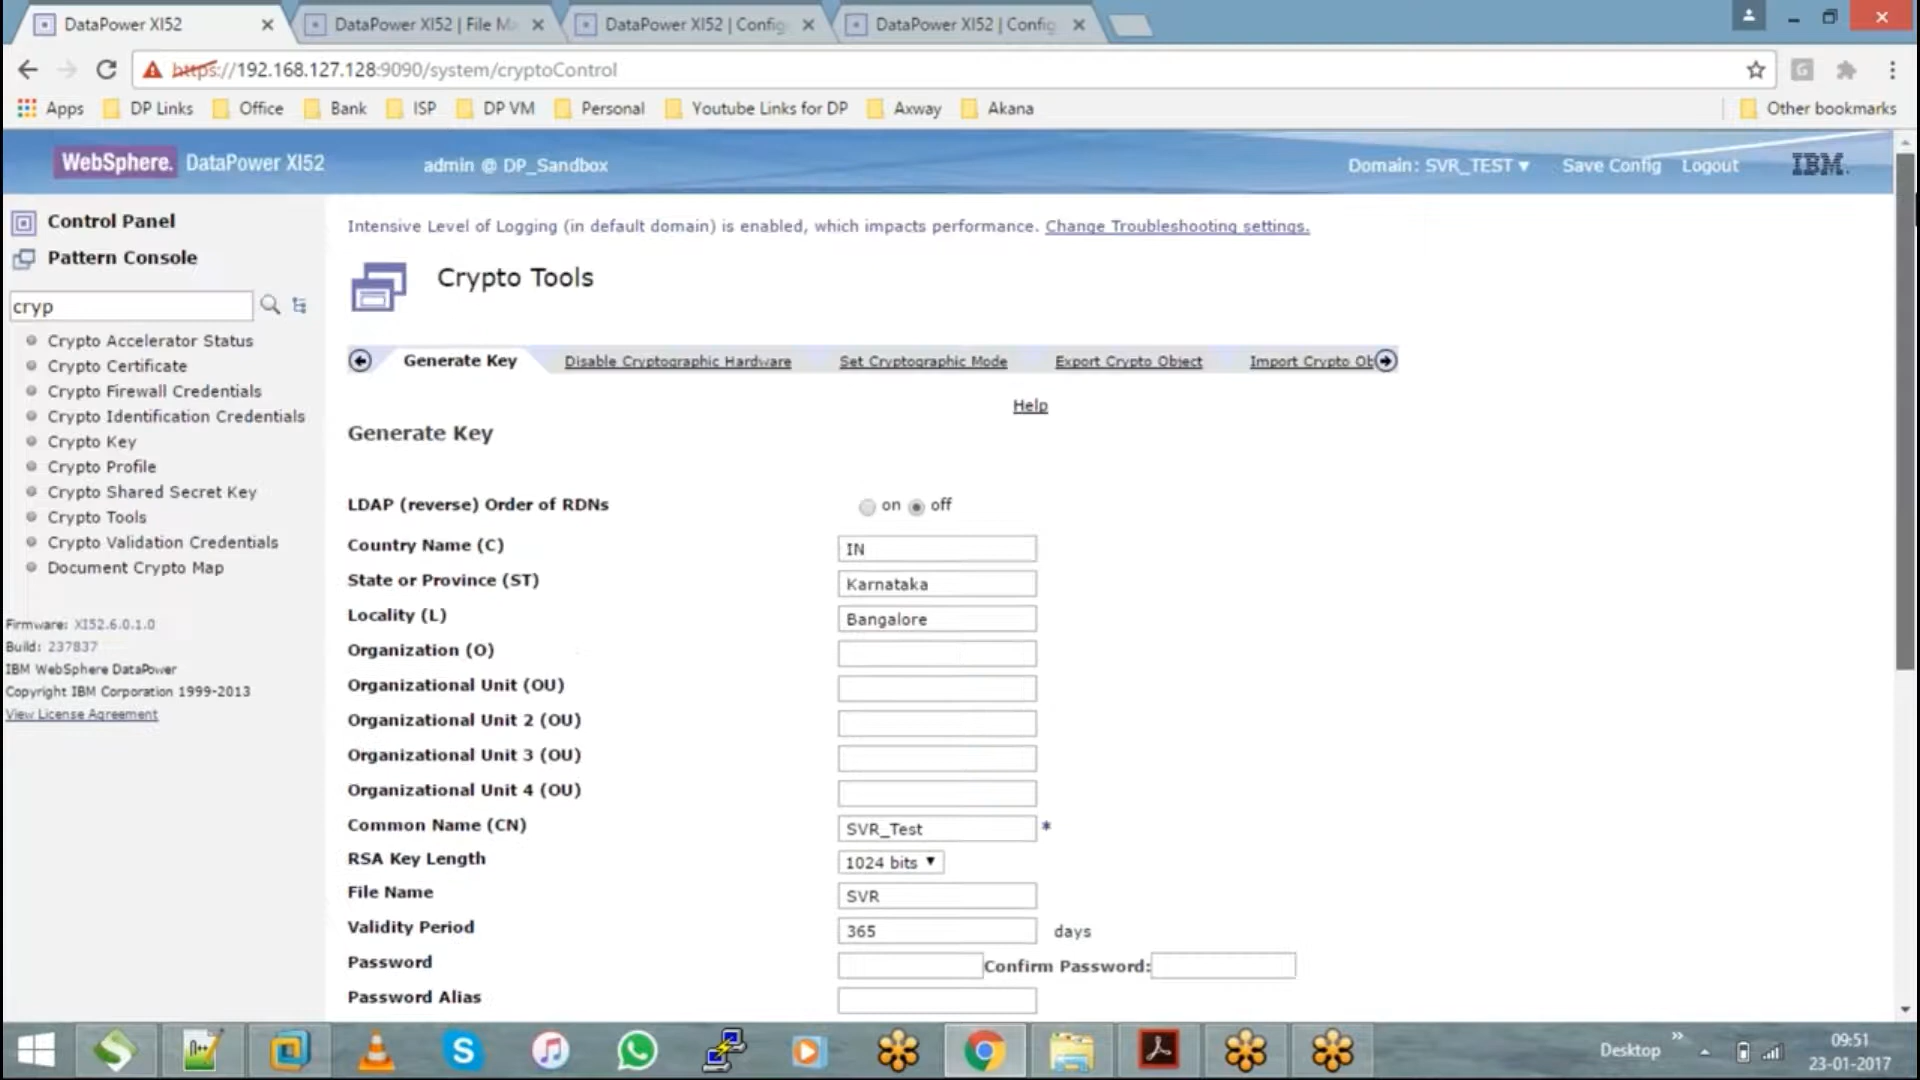 DataPower XI52
DataPower XI52 | File Ma
DataPower XI52 | Config
DataPower XI52 | Config
https://192.168.127.128:9090/system/cryptoControl
Apps DP Links Office Bank ISP DP VM Personal Youtube Links for DP Axway Akana Other bookmarks
WebSphere. DataPower XI52 admin @ DP_Sandbox Domain: SVR_TEST Save Config Logout IBM.
Control Panel
Pattern Console
cryp
Crypto Accelerator Status
Crypto Certificate
Crypto Firewall Credentials
Crypto Identification Credentials
Crypto Key
Crypto Profile
Crypto Shared Secret Key
Crypto Tools
Crypto Validation Credentials
Document Crypto Map
Firmware: XI52.6.0.1.0
Build: 237837
IBM WebSphere DataPower
Copyright IBM Corporation 1999-2013
View License Agreement
Intensive Level of Logging (in default domain) is enabled, which impacts performance. Change Troubleshooting settings.
Crypto Tools
Generate Key Disable Cryptographic Hardware Set Cryptographic Mode Export Crypto Object Import Crypto Ob
Help
Generate Key
LDAP (reverse) Order of RDNs on off
Country Name (C) IN
State or Province (ST) Karnataka
Locality (L) Bangalore
Organization (O)
Organizational Unit (OU)
Organizational Unit 2 (OU)
Organizational Unit 3 (OU)
Organizational Unit 4 (OU)
Common Name (CN) SVR_Test *
RSA Key Length 1024 bits
File Name SVR
Validity Period 365 days
Password Confirm Password:
Password Alias
Desktop
09:51
23-01-2017